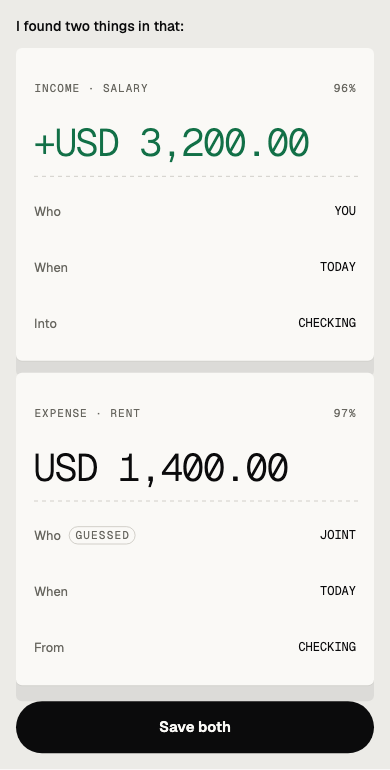 I found two things in that:
INCOME · SALARY 96%
+USD 3,200.00
Who YOU
When TODAY
Into CHECKING
EXPENSE · RENT 97%
USD 1,400.00
Who GUESSED JOINT
When TODAY
From CHECKING
Save both